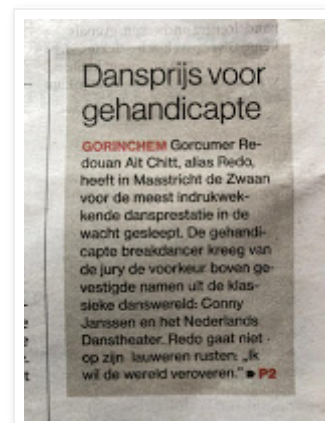 Dansprijs voor
gehandicapte
GORINCHEM Gorcumer Re-
douan Ait Chitt, alias Redo,
heeft in Maastricht de Zwaan
voor de meest indrukwek-
kende dansprestatie in de
wacht gesleept. De gehandi-
capte breakdancer kreeg van
de jury de voorkeur boven ge-
vestigde namen uit de klas-
sieke danswereld: Conny
Janssen en het Nederlands
Danstheater. Redo gaat niet
op zijn lauweren rusten: „Ik
wil de wereld veroveren.” P2